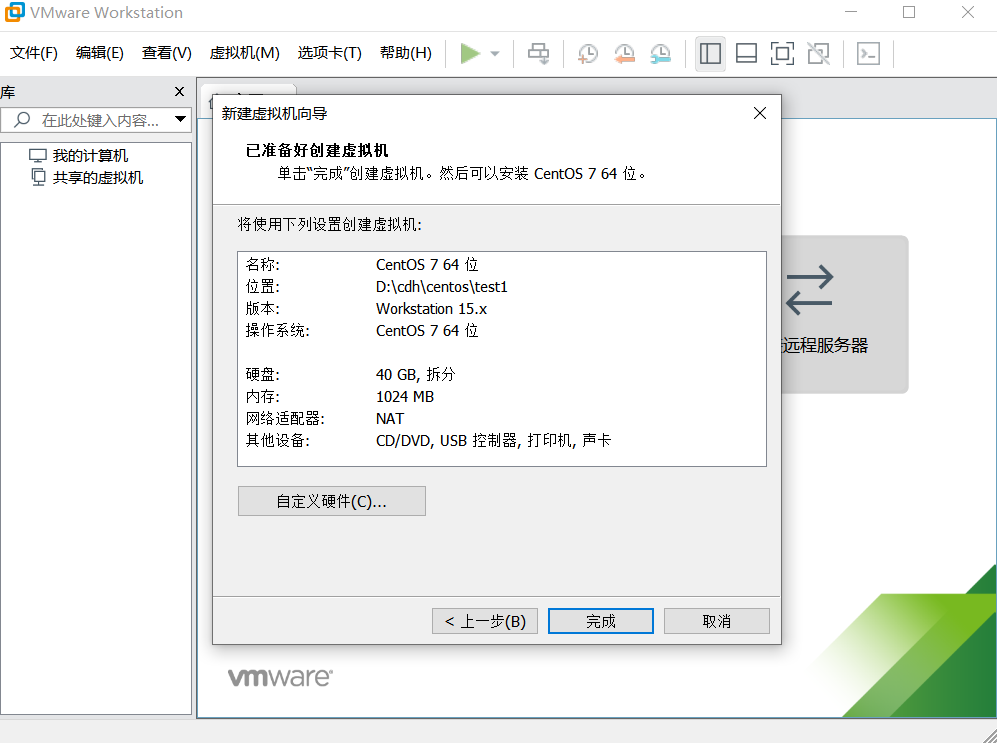 VMware Workstation
文件(F) 编辑(E) 查看(V) 虚拟机(M) 选项卡(T) 帮助(H)
库
在此处键入内容...
我的计算机
共享的虚拟机
新建虚拟机向导
已准备好创建虚拟机
单击“完成”创建虚拟机。然后可以安装 CentOS 7 64 位。
将使用下列设置创建虚拟机:
名称: CentOS 7 64 位
位置: D:\cdh\centos\test1
版本: Workstation 15.x
操作系统: CentOS 7 64 位
硬盘: 40 GB, 拆分
内存: 1024 MB
网络适配器: NAT
其他设备: CD/DVD, USB 控制器, 打印机, 声卡
自定义硬件(C)...
< 上一步(B) 完成 取消
远程服务器
vmware